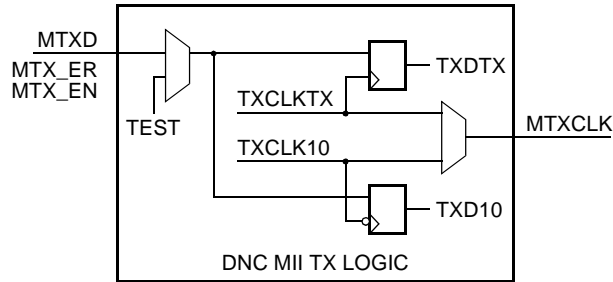 MTXD
MTX_ER
MTX_EN
TEST
TXDTX
TXCLKTX
TXCLK10
MTXCLK
TXD10
DNC MII TX LOGIC